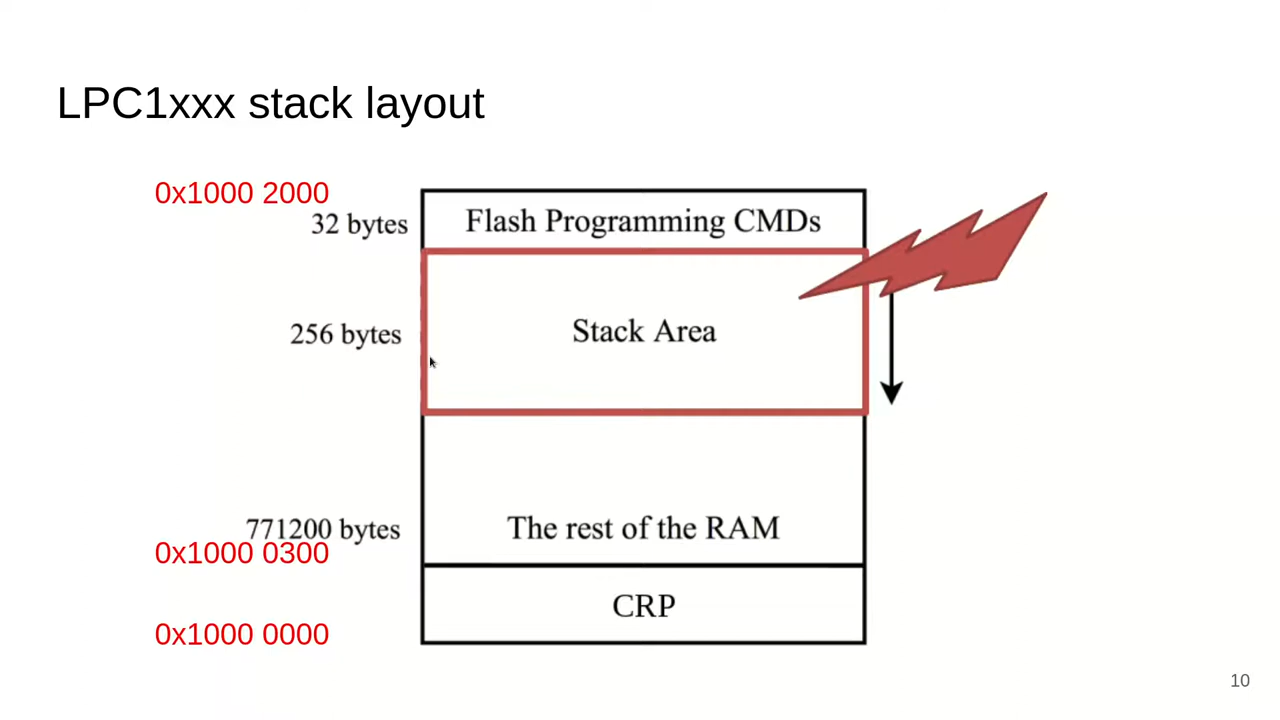 LPC1xxx stack layout
0x1000 2000
32 bytes
Flash Programming CMDs
256 bytes
Stack Area
771200 bytes
The rest of the RAM
0x1000 0300
CRP
0x1000 0000
10